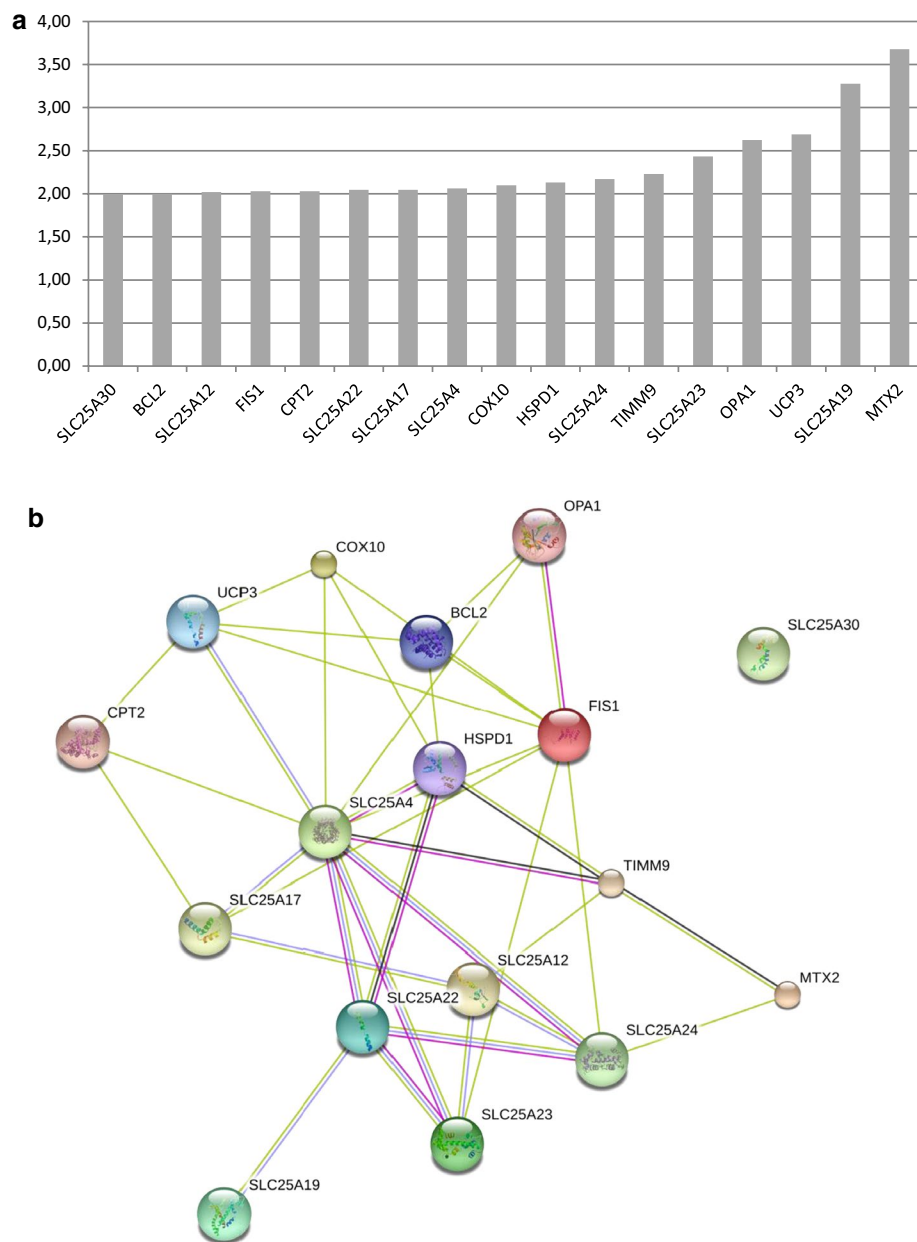 a
4,00
3,50
3,00
2,50
2,00
1,50
1,00
0,50
0,00
SLC25A30
BCL2
SLC25A12
FIS1
CPT2
SLC25A22
SLC25A17
SLC25A4
COX10
HSPD1
SLC25A24
TIMM9
SLC25A23
OPA1
UCP3
SLC25A19
MTX2
b
OPA1
COX10
UCP3
BCL2
SLC25A30
CPT2
FIS1
HSPD1
SLC25A4
TIMM9
SLC25A17
SLC25A12
MTX2
SLC25A22
SLC25A24
SLC25A23
SLC25A19